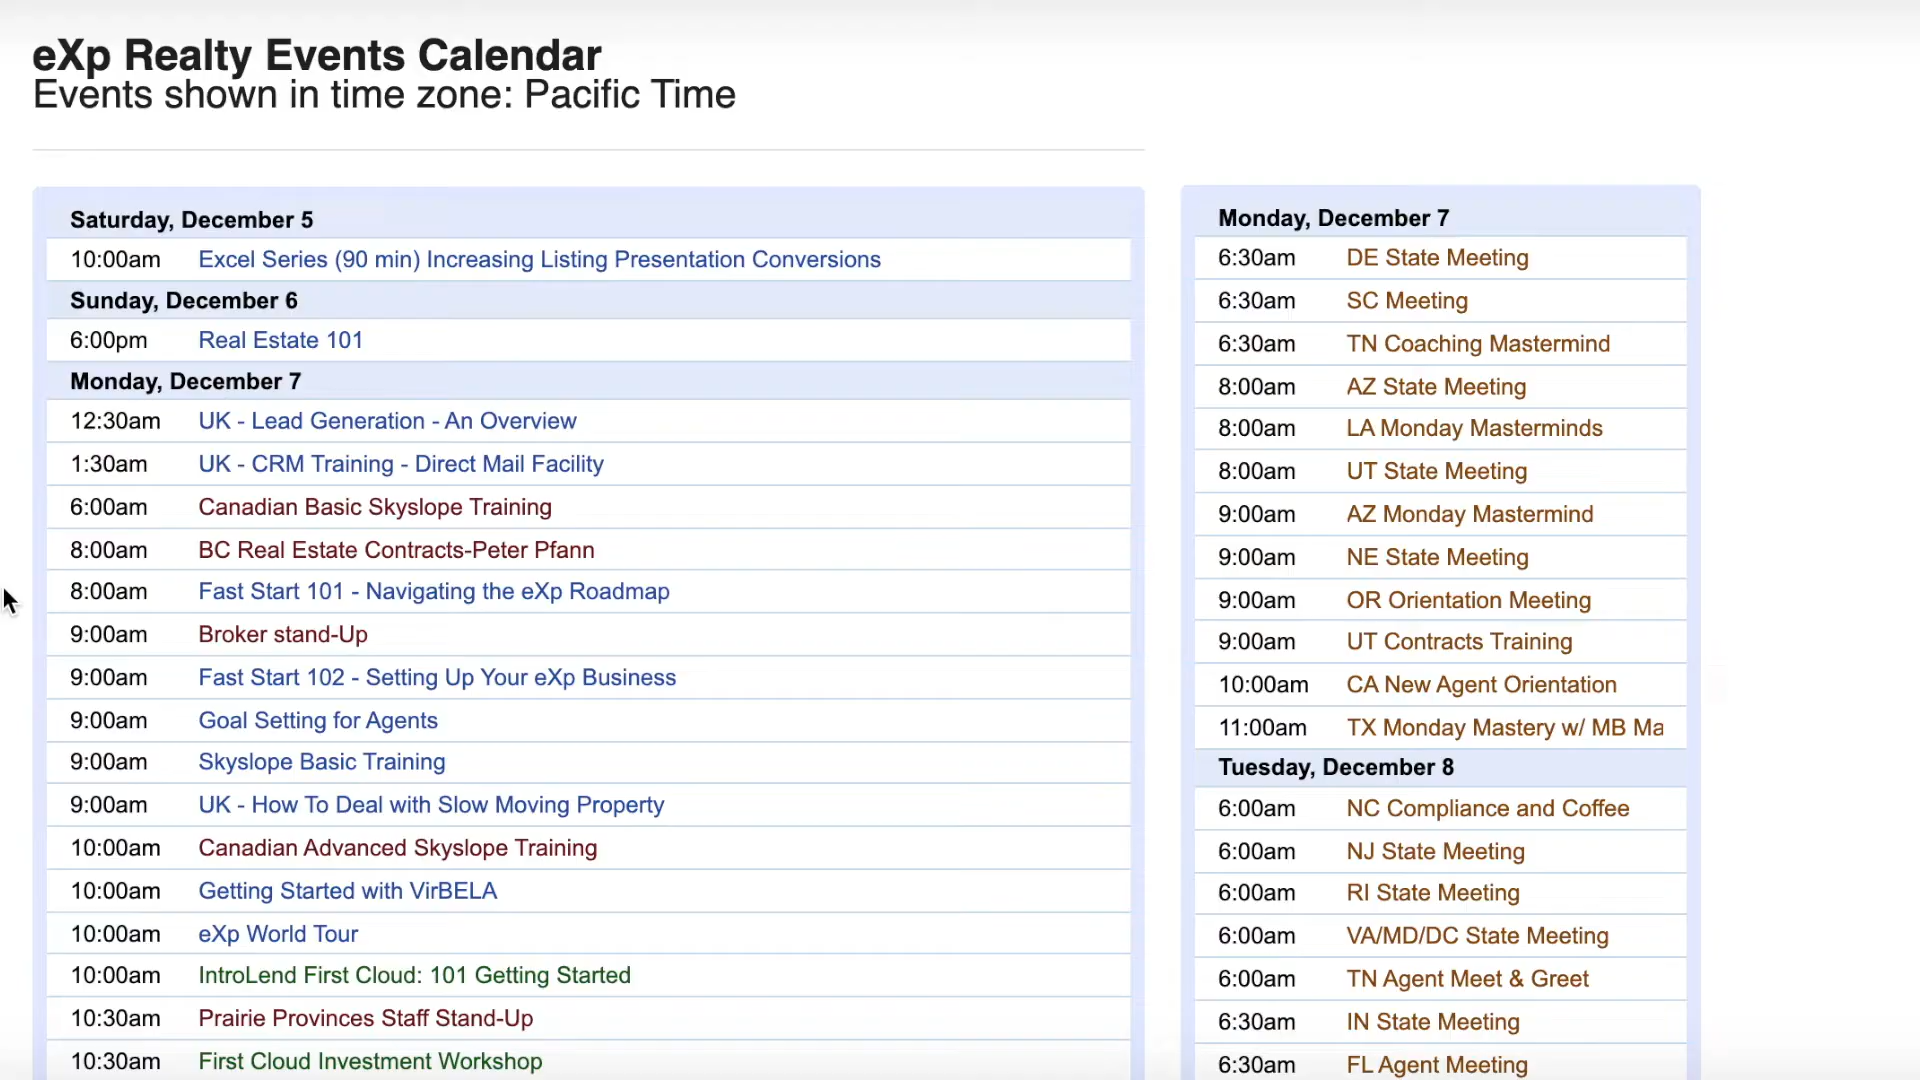 eXp Realty Events Calendar
Events shown in time zone: Pacific Time
Saturday, December 5
10:00am Excel Series (90 min) Increasing Listing Presentation Conversions
Sunday, December 6
6:00pm Real Estate 101
Monday, December 7
12:30am UK - Lead Generation - An Overview
1:30am UK - CRM Training - Direct Mail Facility
6:00am Canadian Basic Skyslope Training
8:00am BC Real Estate Contracts-Peter Pfann
8:00am Fast Start 101 - Navigating the eXp Roadmap
9:00am Broker stand-Up
9:00am Fast Start 102 - Setting Up Your eXp Business
9:00am Goal Setting for Agents
9:00am Skyslope Basic Training
9:00am UK - How To Deal with Slow Moving Property
10:00am Canadian Advanced Skyslope Training
10:00am Getting Started with VirBELA
10:00am eXp World Tour
10:00am IntroLend First Cloud: 101 Getting Started
10:30am Prairie Provinces Staff Stand-Up
10:30am First Cloud Investment Workshop
Monday, December 7
6:30am DE State Meeting
6:30am SC Meeting
6:30am TN Coaching Mastermind
8:00am AZ State Meeting
8:00am LA Monday Masterminds
8:00am UT State Meeting
9:00am AZ Monday Mastermind
9:00am NE State Meeting
9:00am OR Orientation Meeting
9:00am UT Contracts Training
10:00am CA New Agent Orientation
11:00am TX Monday Mastery w/ MB Ma
Tuesday, December 8
6:00am NC Compliance and Coffee
6:00am NJ State Meeting
6:00am RI State Meeting
6:00am VA/MD/DC State Meeting
6:00am TN Agent Meet & Greet
6:30am IN State Meeting
6:30am FL Agent Meeting